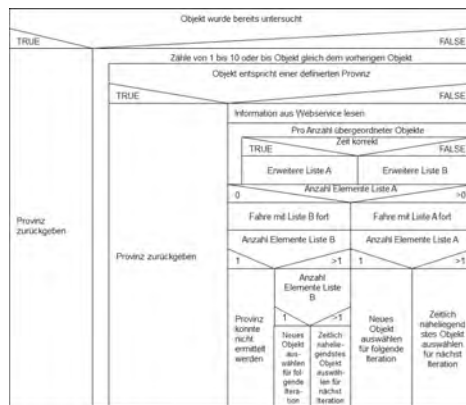 Objekt wurde bereits untersucht
TRUE
FALSE
Zähle von 1 bis 10 oder bis Objekt gleich dem vorherigen Objekt
Objekt entspricht einer definierten Provinz
TRUE
FALSE
Information aus Webservice lesen
Pro Anzahl übergeordneter Objekte
Zeit korrekt
TRUE
FALSE
Erweitere Liste A
Erweitere Liste B
Anzahl Elemente Liste A
0
>0
Fahre mit Liste B fort
Fahre mit Liste A fort
Anzahl Elemente Liste B
Anzahl Elemente Liste A
1
>1
1
>1
Provinz
zurückgeben
Provinz zurückgeben
Provinz
konnte
nicht
ermittelt
werden
Anzahl
Elemente Liste
B
1
>1
Neues
Objekt
aus-
wählen
für fol-
gende
Itera-
tion
Zeitlich
nahelie-
gendstes
Objekt
auswäh-
len für
nächst
Iteration
Neues
Objekt
auswählen
für folgende
Iteration
Zeitlich
naheliegend
stes Objekt
auswählen
für nächst
Iteration